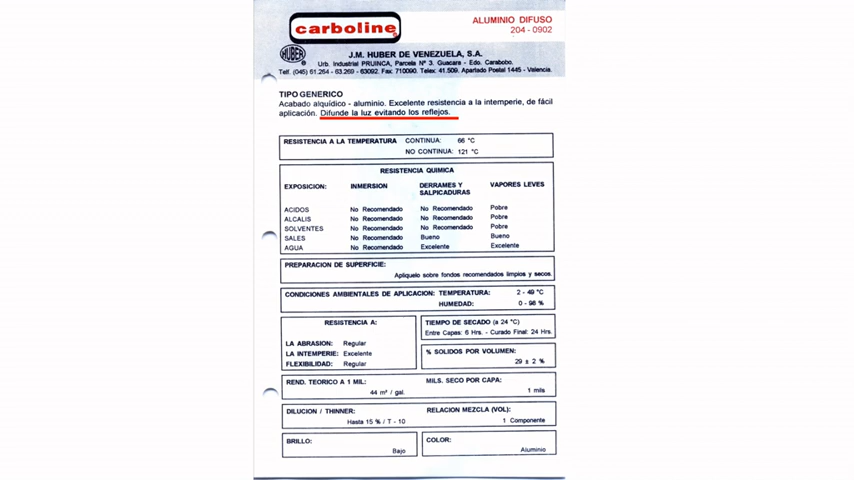 carboline
ALUMINIO DIFUSO
204 - 0902
HUBER
J.M. HUBER DE VENEZUELA, S.A.
Urb. Industrial PRUINCA, Parcela Nº 3. Guacara - Edo. Carabobo.
Telf. (045) 61.264 - 63.269 - 63092. Fax: 710090. Telex: 41.509. Apartado Postal 1445 - Valencia.
TIPO GENERICO
Acabado alquídico - aluminio. Excelente resistencia a la intemperie, de fácil
aplicación. Difunde la luz evitando los reflejos.
RESISTENCIA A LA TEMPERATURA CONTINUA: 66 °C
NO CONTINUA: 121 °C
RESISTENCIA QUIMICA
EXPOSICION: INMERSION DERRAMES Y SALPICADURAS VAPORES LEVES
ACIDOS No Recomendado No Recomendado Pobre
ALCALIS No Recomendado No Recomendado Pobre
SOLVENTES No Recomendado No Recomendado Pobre
SALES No Recomendado Bueno Bueno
AGUA No Recomendado Excelente Excelente
PREPARACION DE SUPERFICIE:
Apliquelo sobre fondos recomendados limpios y secos.
CONDICIONES AMBIENTALES DE APLICACION: TEMPERATURA: 2 - 49 °C
HUMEDAD: 0 - 98 %
RESISTENCIA A:
LA ABRASION: Regular
LA INTEMPERIE: Excelente
FLEXIBILIDAD: Regular
TIEMPO DE SECADO (a 24 °C)
Entre Capas: 6 Hrs. - Curado Final: 24 Hrs.
% SOLIDOS POR VOLUMEN:
29 ± 2 %
REND. TEORICO A 1 MIL:
44 m² / gal.
MILS. SECO POR CAPA:
1 mils
DILUCION / THINNER:
Hasta 15 % / T - 10
RELACION MEZCLA (VOL):
1 Componente
BRILLO:
Bajo
COLOR:
Aluminio